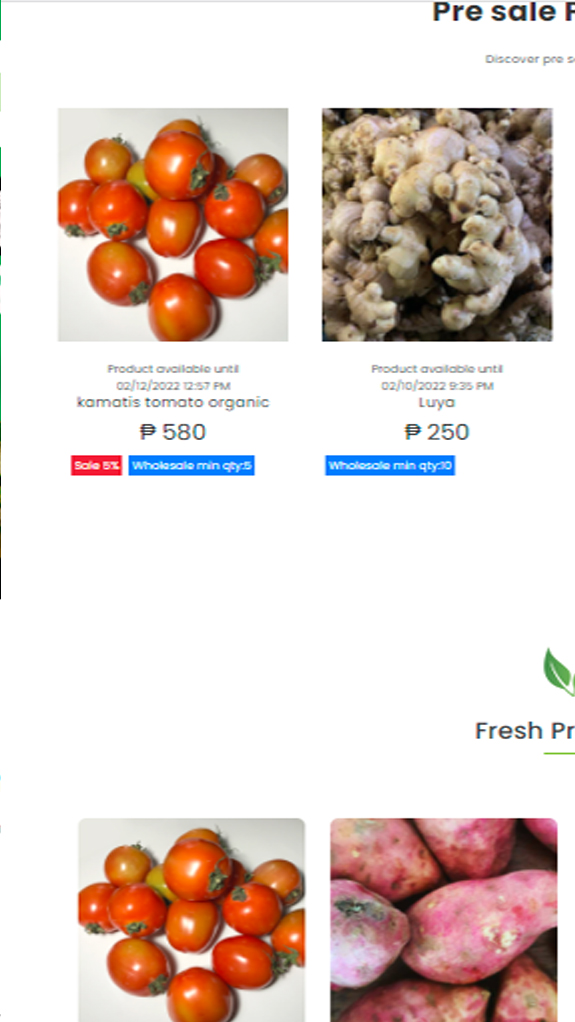 Pre sale
Discover pre
Product available until
02/12/2022 12:57 PM
kamatis tomato organic
₱ 580
Sale 5%
Wholesale min qty:5
Product available until
02/10/2022 9:35 PM
Luya
₱ 250
Wholesale min qty:10
Fresh